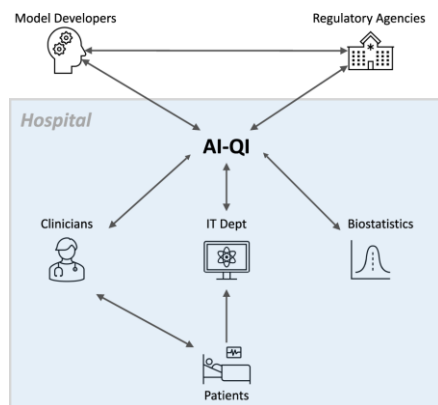 Model Developers
Regulatory Agencies
Hospital
AI-QI
Clinicians
IT Dept
Biostatistics
Patients